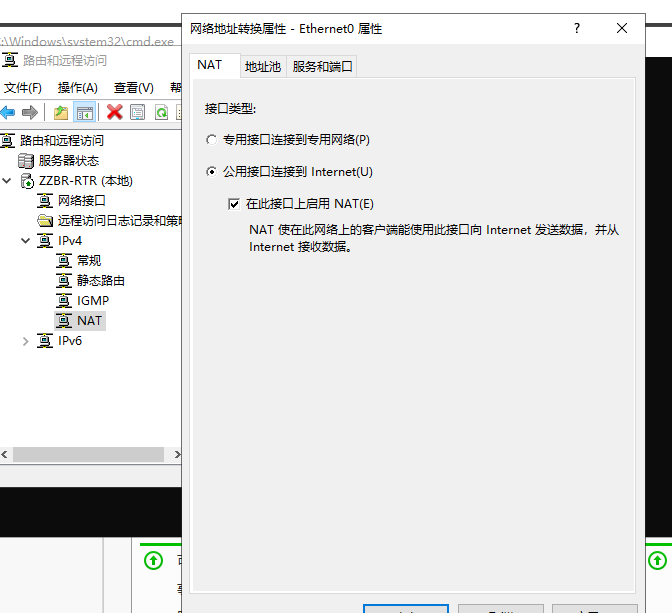 :\Windows\system32\cmd.exe
路由和远程访问
文件(F) 操作(A) 查看(V) 帮
路由和远程访问
服务器状态
ZZBR-RTR (本地)
网络接口
远程访问日志记录和策略
IPv4
常规
静态路由
IGMP
NAT
IPv6
网络地址转换属性 - Ethernet0 属性
?
NAT 地址池 服务和端口
接口类型:
专用接口连接到专用网络(P)
公用接口连接到 Internet(U)
在此接口上启用 NAT(E)
NAT 使在此网络上的客户端能使用此接口向 Internet 发送数据，并从
Internet 接收数据。